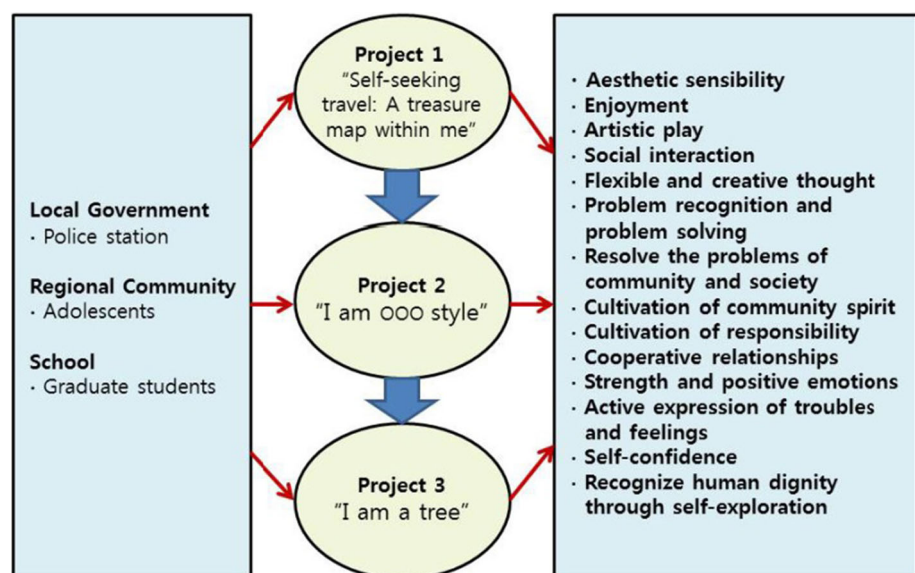 Local Government
· Police station
Regional Community
· Adolescents
School
· Graduate students
Project 1
“Self-seeking
travel: A treasure
map within me”
Project 2
“I am OOO style”
Project 3
“I am a tree”
· Aesthetic sensibility
· Enjoyment
· Artistic play
· Social interaction
· Flexible and creative thought
· Problem recognition and
problem solving
· Resolve the problems of
community and society
· Cultivation of community spirit
· Cultivation of responsibility
· Cooperative relationships
· Strength and positive emotions
· Active expression of troubles
and feelings
· Self-confidence
· Recognize human dignity
through self-exploration